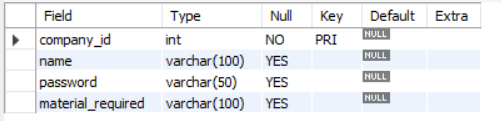 Field Type Null Key Default Extra
company_id int NO PRI NULL
name varchar(100) YES NULL
password varchar(50) YES NULL
material_required varchar(100) YES NULL